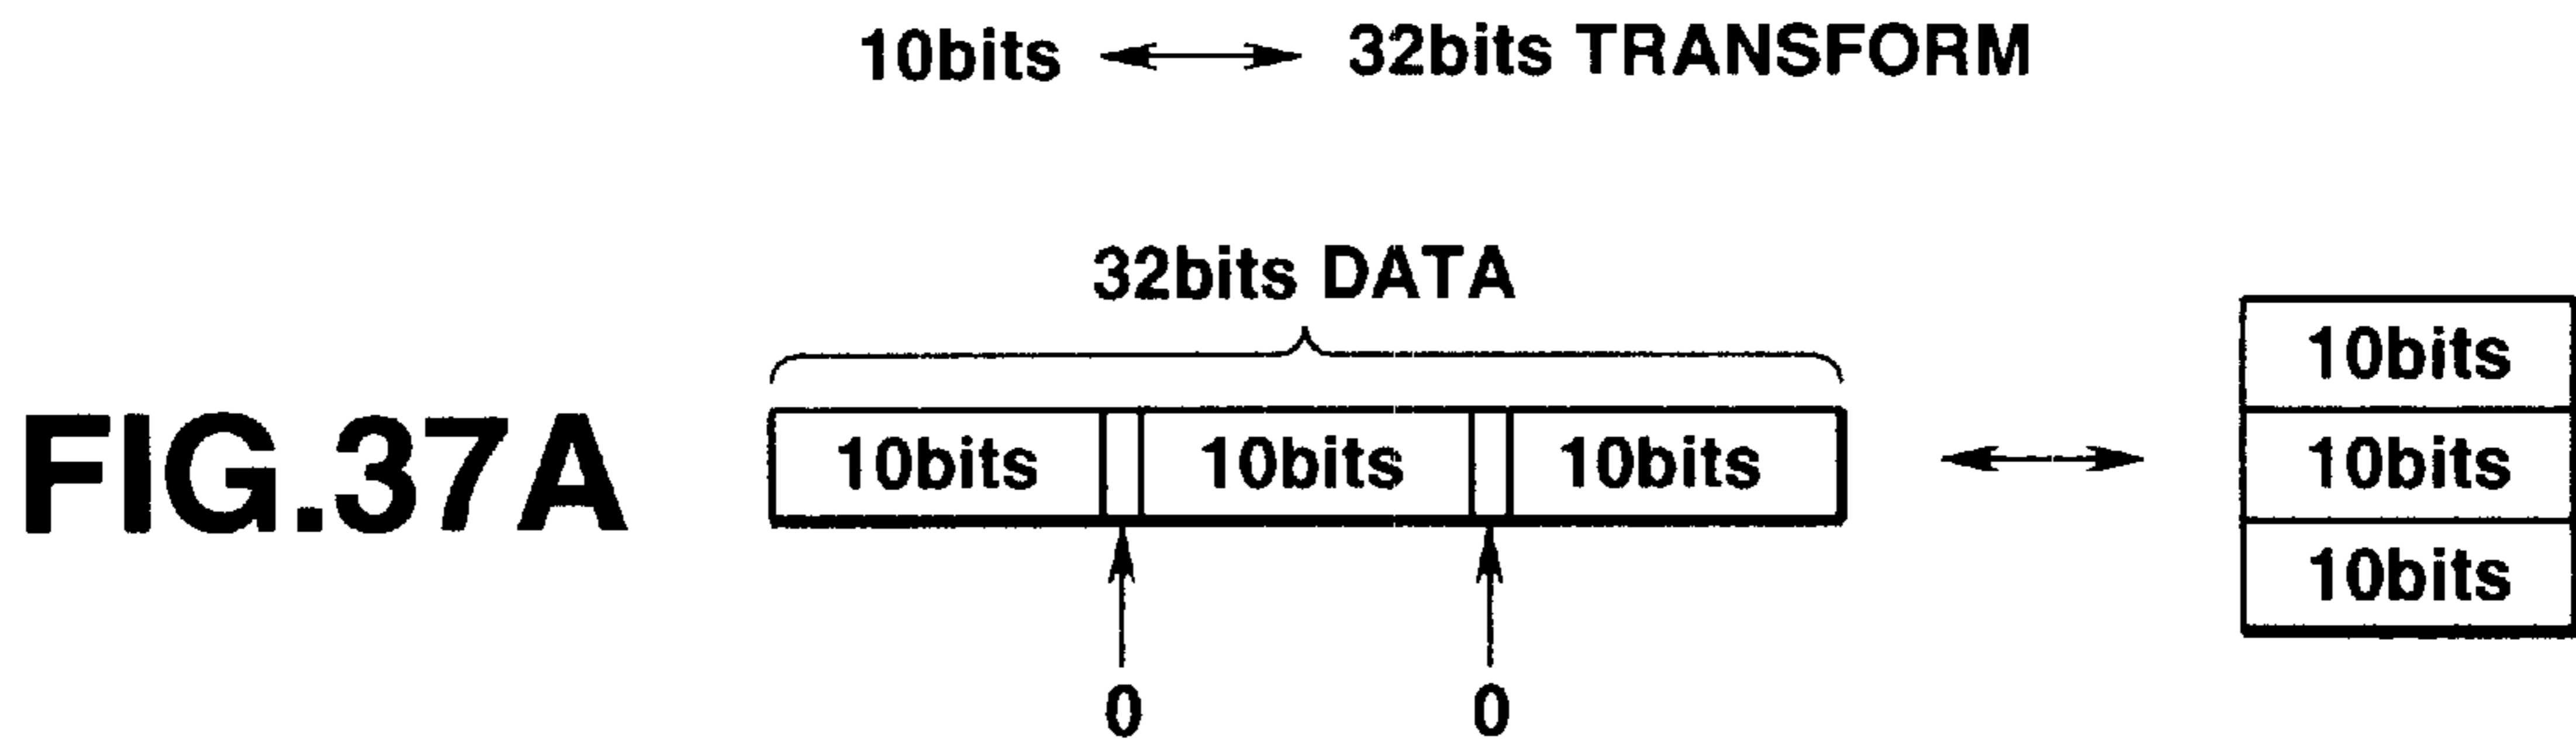 10bits ↔ 32bits TRANSFORM
32bits DATA
FIG.37A
10bits 10bits 10bits
0 0
10bits
10bits
10bits